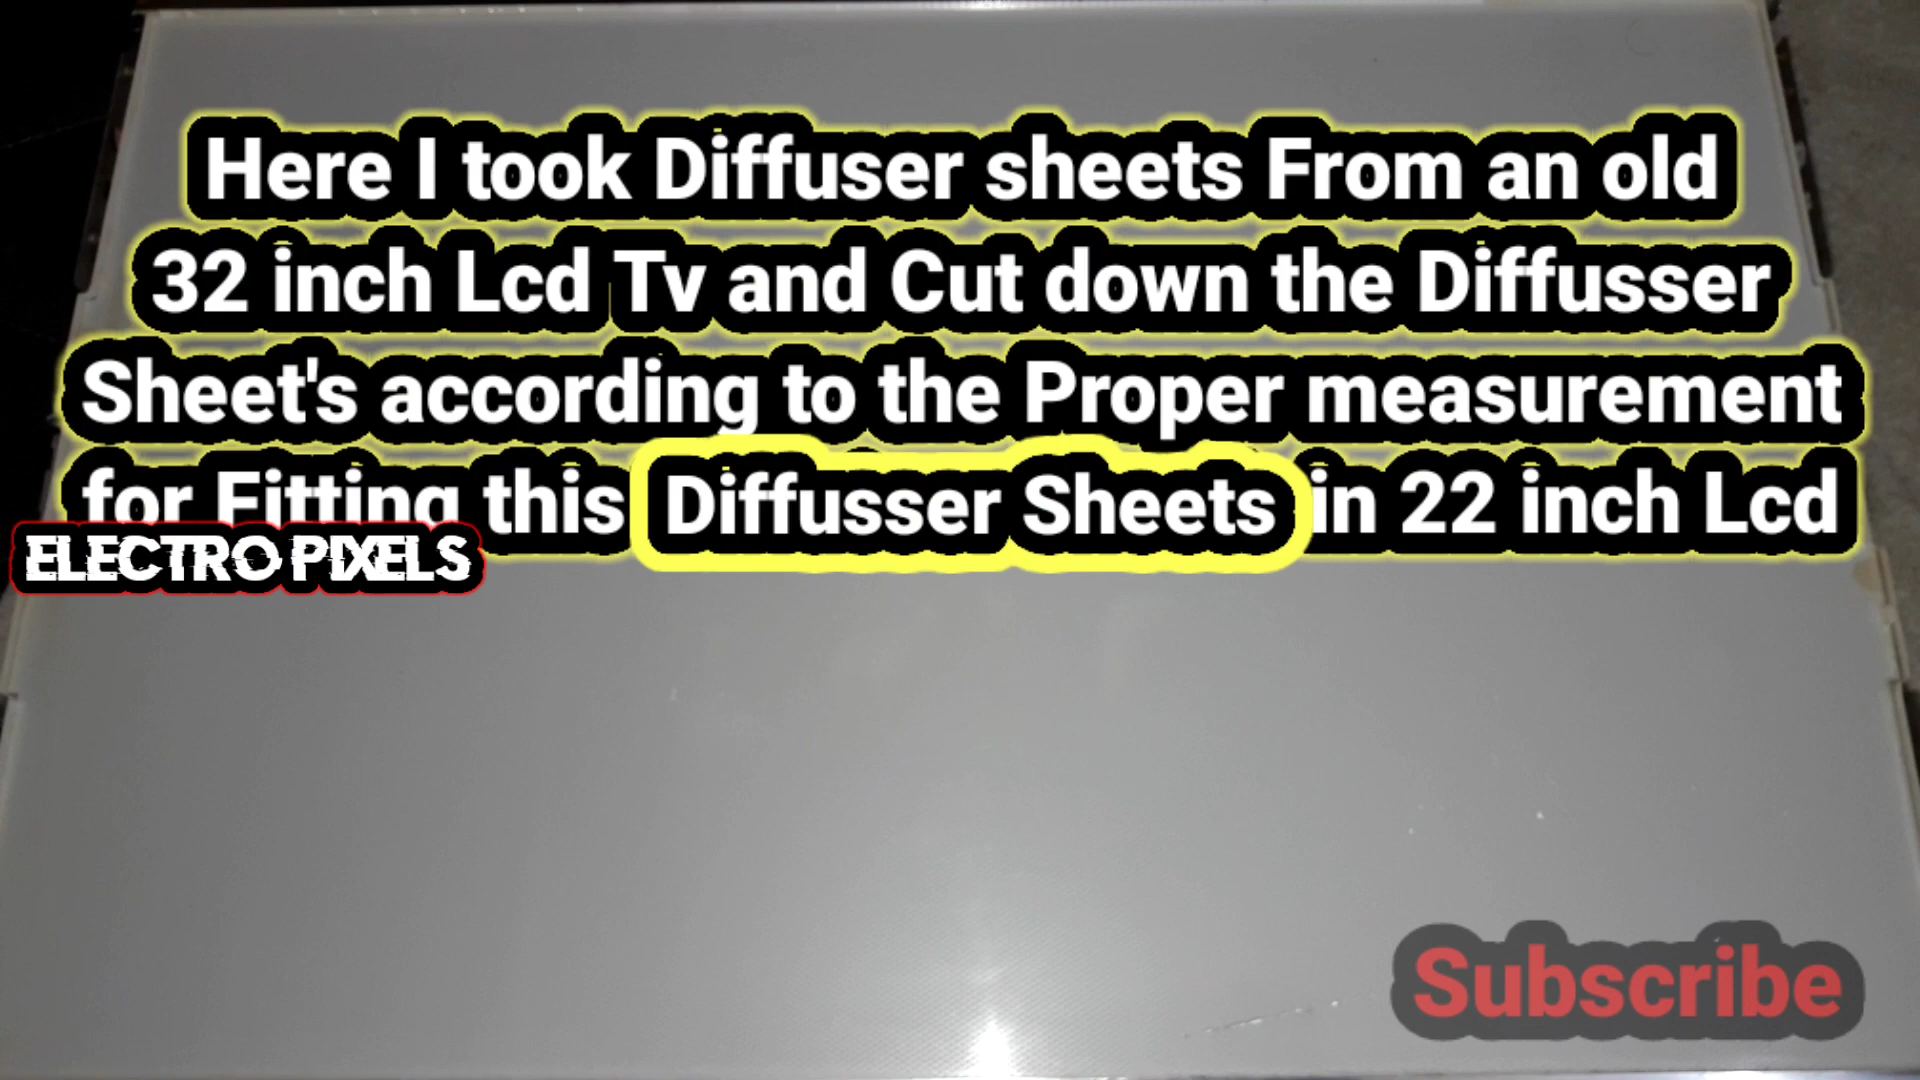 Here I took Diffuser sheets From an old
32 inch Lcd Tv and Cut down the Diffusser
Sheet's according to the Proper measurement
for Fitting this Diffusser Sheets in 22 inch Lcd
ELECTRO PIXELS
Subscribe